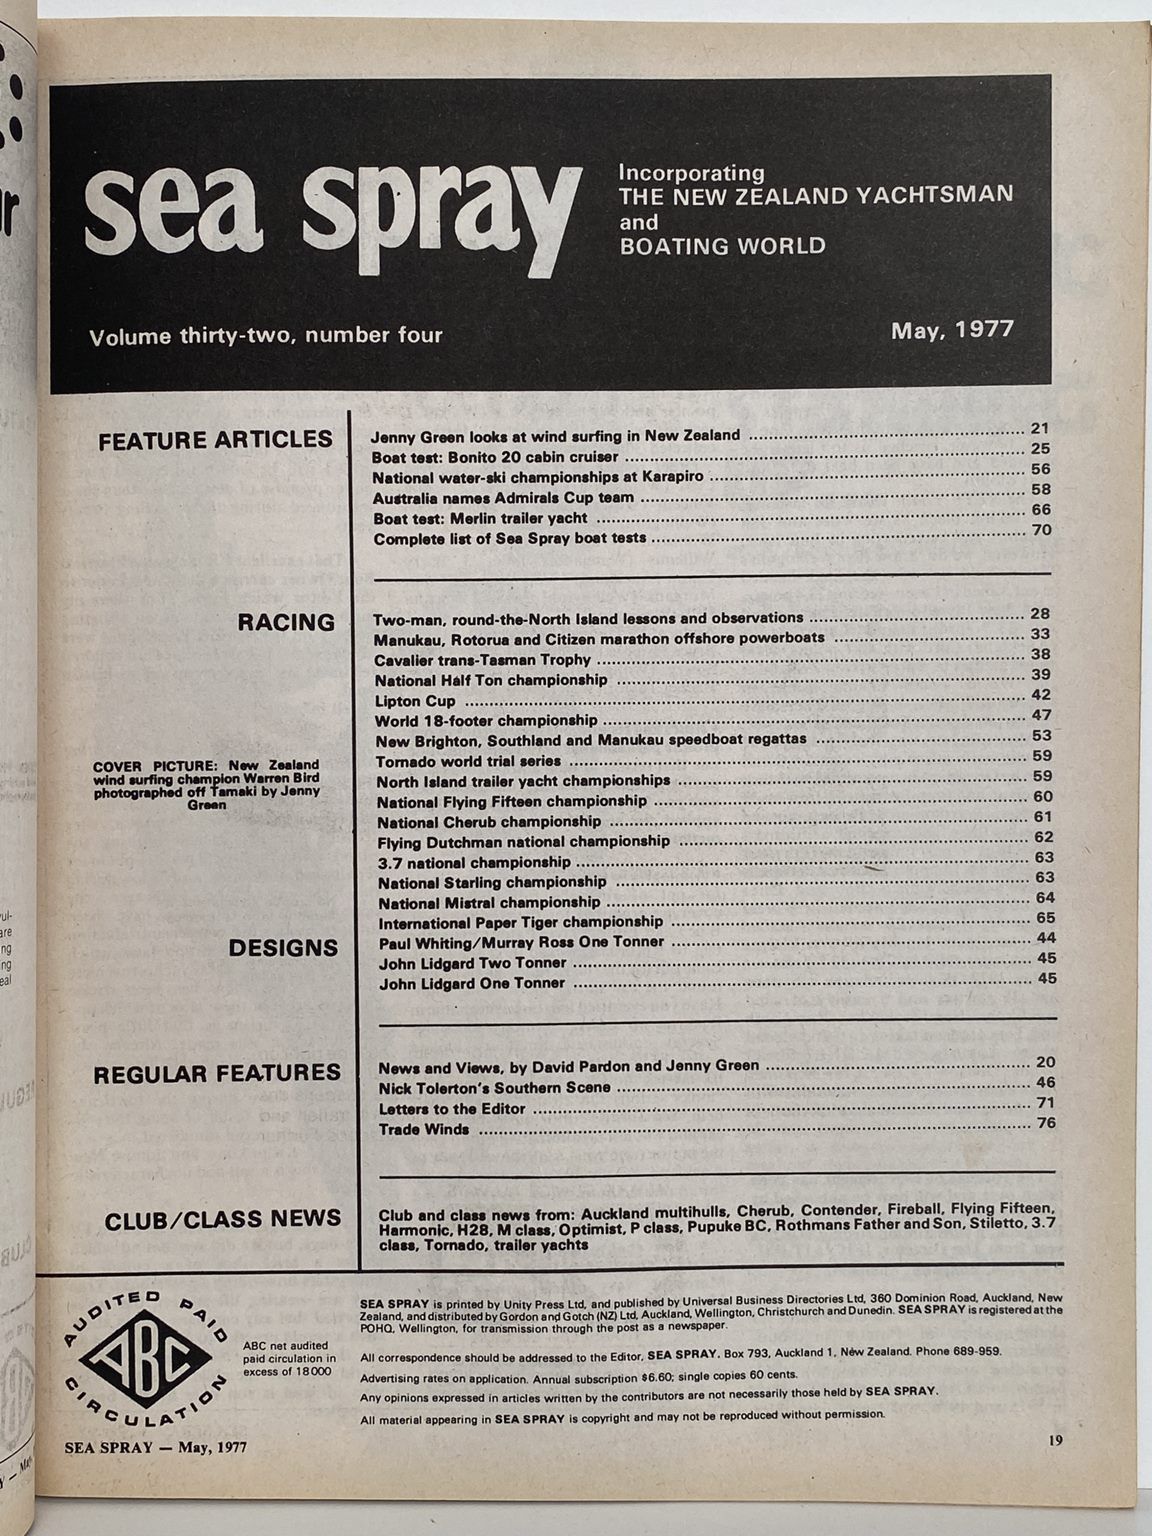 sea spray
Incorporating
THE NEW ZEALAND YACHTSMAN
and
BOATING WORLD
Volume thirty-two, number four
May, 1977
FEATURE ARTICLES
Jenny Green looks at wind surfing in New Zealand ........ 21
Boat test: Bonito 20 cabin cruiser ........ 25
National water-ski championships at Karapiro ........ 56
Australia names Admirals Cup team ........ 58
Boat test: Merlin trailer yacht ........ 66
Complete list of Sea Spray boat tests ........ 70
RACING
Two-man, round-the-North Island lessons and observations ........ 28
Manukau, Rotorua and Citizen marathon offshore powerboats ........ 33
Cavalier trans-Tasman Trophy ........ 38
National Half Ton championship ........ 39
Lipton Cup ........ 42
World 18-footer championship ........ 47
New Brighton, Southland and Manukau speedboat regattas ........ 53
Tornado world trial series ........ 59
North Island trailer yacht championships ........ 59
National Flying Fifteen championship ........ 60
National Cherub championship ........ 61
Flying Dutchman national championship ........ 62
3.7 national championship ........ 63
National Starling championship ........ 63
National Mistral championship ........ 64
International Paper Tiger championship ........ 65
COVER PICTURE: New Zealand
wind surfing champion Warren Bird
photographed off Tamaki by Jenny
Green
DESIGNS
Paul Whiting/Murray Ross One Tonner ........ 44
John Lidgard Two Tonner ........ 45
John Lidgard One Tonner ........ 45
REGULAR FEATURES
News and Views, by David Pardon and Jenny Green ........ 20
Nick Tolerton's Southern Scene ........ 46
Letters to the Editor ........ 71
Trade Winds ........ 76
CLUB/CLASS NEWS
Club and class news from: Auckland multihulls, Cherub, Contender, Fireball, Flying Fifteen,
Harmonic, H28, M class, Optimist, P class, Pupuke BC, Rothmans Father and Son, Stiletto, 3.7
class, Tornado, trailer yachts
AUDITED PAID
ABC
CIRCULATION
ABC net audited
paid circulation in
excess of 18000
SEA SPRAY is printed by Unity Press Ltd, and published by Universal Business Directories Ltd, 360 Dominion Road, Auckland, New
Zealand, and distributed by Gordon and Gotch (NZ) Ltd, Auckland, Wellington, Christchurch and Dunedin. SEA SPRAY is registered at the
POHQ, Wellington, for transmission through the post as a newspaper.
All correspondence should be addressed to the Editor, SEA SPRAY, Box 793, Auckland 1, New Zealand. Phone 689-959.
Advertising rates on application. Annual subscription $6.60; single copies 60 cents.
Any opinions expressed in articles written by the contributors are not necessarily those held by SEA SPRAY.
All material appearing in SEA SPRAY is copyright and may not be reproduced without permission.
SEA SPRAY — May, 1977
19